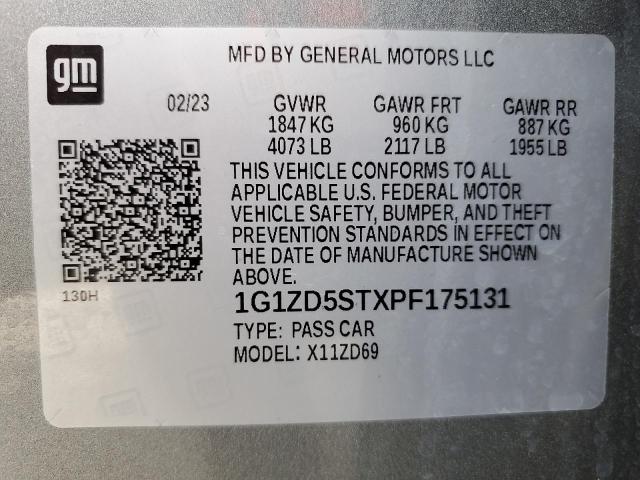 gm
MFD BY GENERAL MOTORS LLC
02/23 GVWR GAWR FRT GAWR RR
1847 KG 960 KG 887 KG
4073 LB 2117 LB 1955 LB
THIS VEHICLE CONFORMS TO ALL
APPLICABLE U.S. FEDERAL MOTOR
VEHICLE SAFETY, BUMPER, AND THEFT
PREVENTION STANDARDS IN EFFECT ON
THE DATE OF MANUFACTURE SHOWN
ABOVE.
130H
1G1ZD5STXPF175131
TYPE: PASS CAR
MODEL: X11ZD69